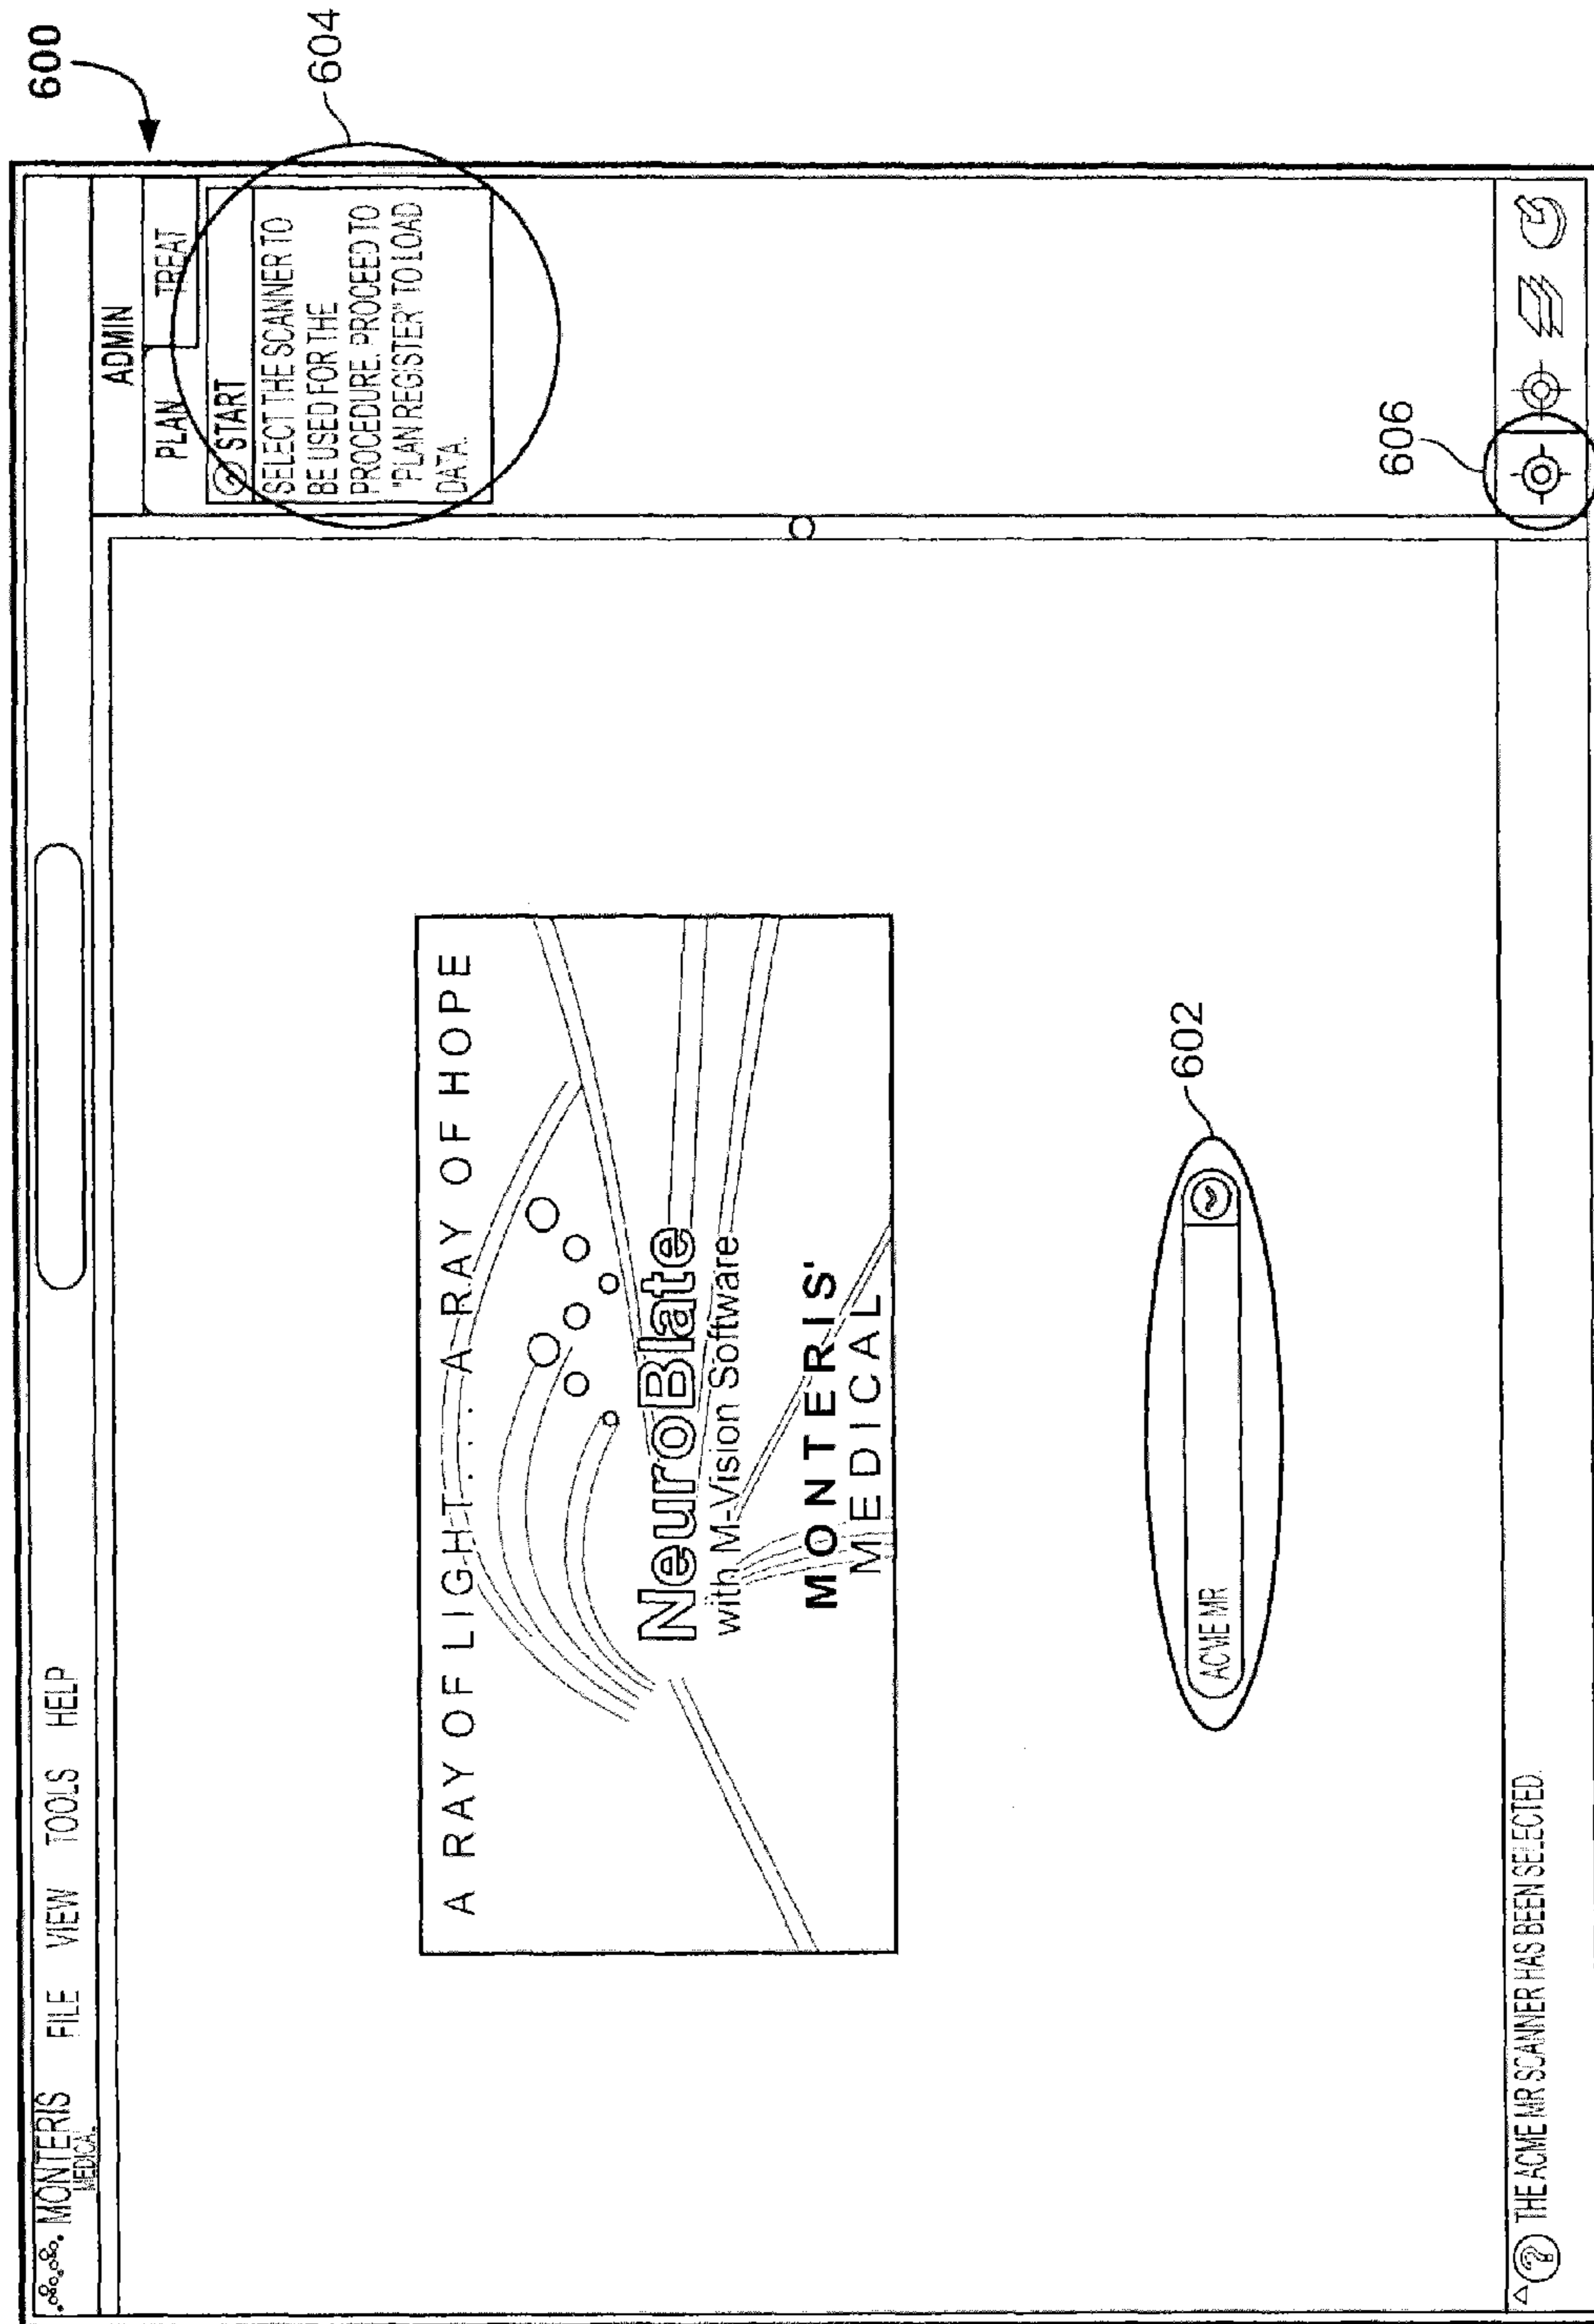 600
MONTERIS
MEDICAL
FILE VIEW TOOLS HELP
ADMIN
PLAN TREAT
START
SELECT THE SCANNER TO
BE USED FOR THE
PROCEDURE. PROCEED TO
"PLAN REGISTER" TO LOAD
DATA.
604
A RAY OF LIGHT.... A RAY OF HOPE
NeuroBlate
with M-Vision Software
MONTERIS'
MEDICAL
602
ACME MR
606
? THE ACME MR SCANNER HAS BEEN SELECTED.